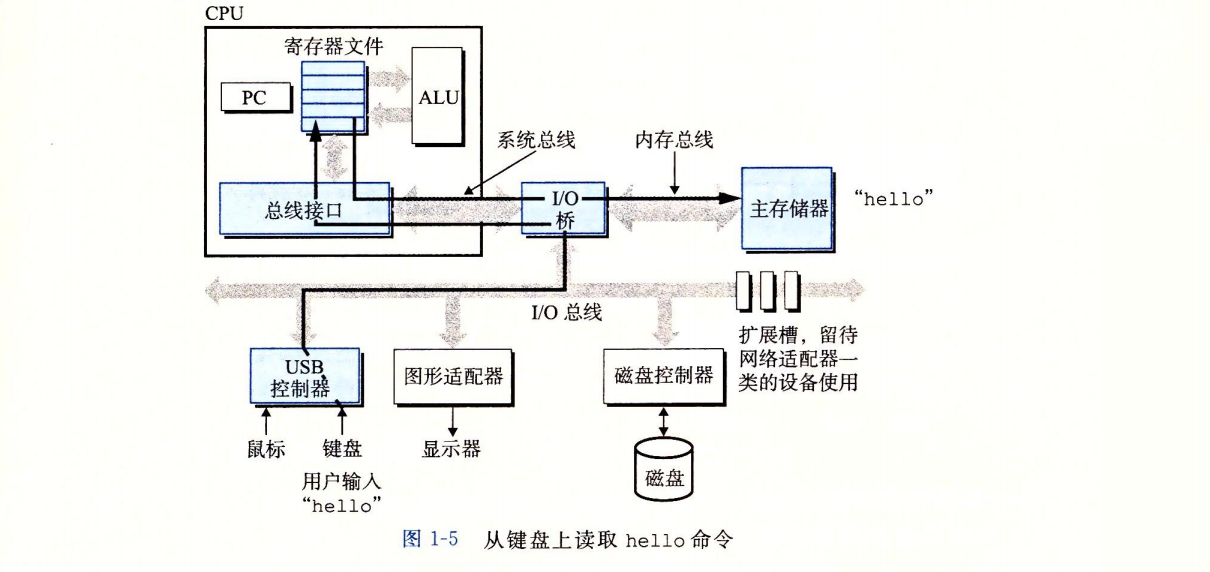 CPU
寄存器文件
PC
ALU
系统总线
内存总线
总线接口
I/O
桥
主存储器
“hello”
I/O 总线
扩展槽，留待
网络适配器一
类的设备使用
USB
控制器
图形适配器
磁盘控制器
鼠标
键盘
显示器
磁盘
用户输入
“hello”
图 1-5 从键盘上读取 hello 命令